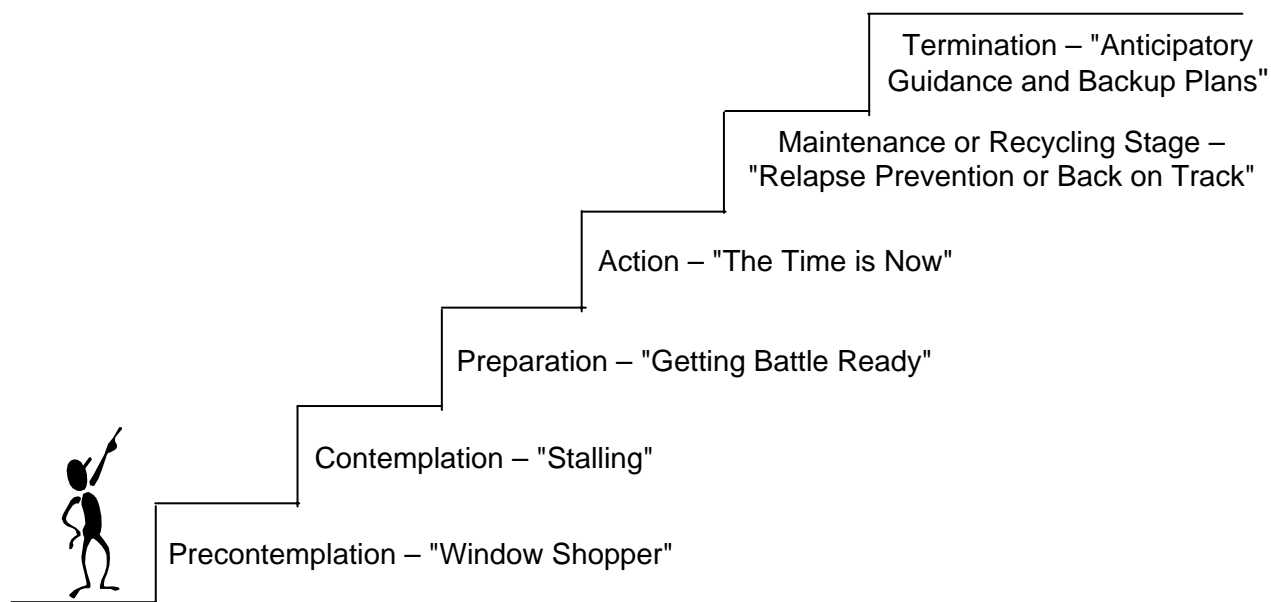 Termination – "Anticipatory
Guidance and Backup Plans"
Maintenance or Recycling Stage –
"Relapse Prevention or Back on Track"
Action – "The Time is Now"
Preparation – "Getting Battle Ready"
Contemplation – "Stalling"
Precontemplation – "Window Shopper"